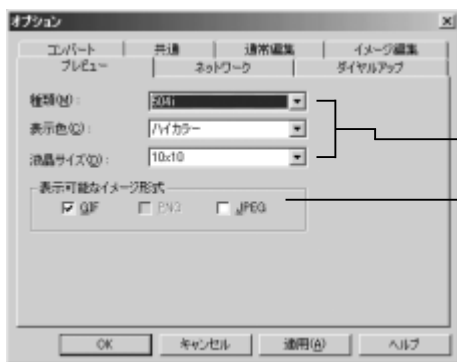 オプション
コンバート 共通 通常編集 イメージ編集
プレビュー ネットワーク ダイヤルアップ
種類(M): 504i
表示色(C): ハイカラー
液晶サイズ(D): 10x10
表示可能なイメージ形式
GIF PNG JPEG
OK キャンセル 適用(A) ヘルプ